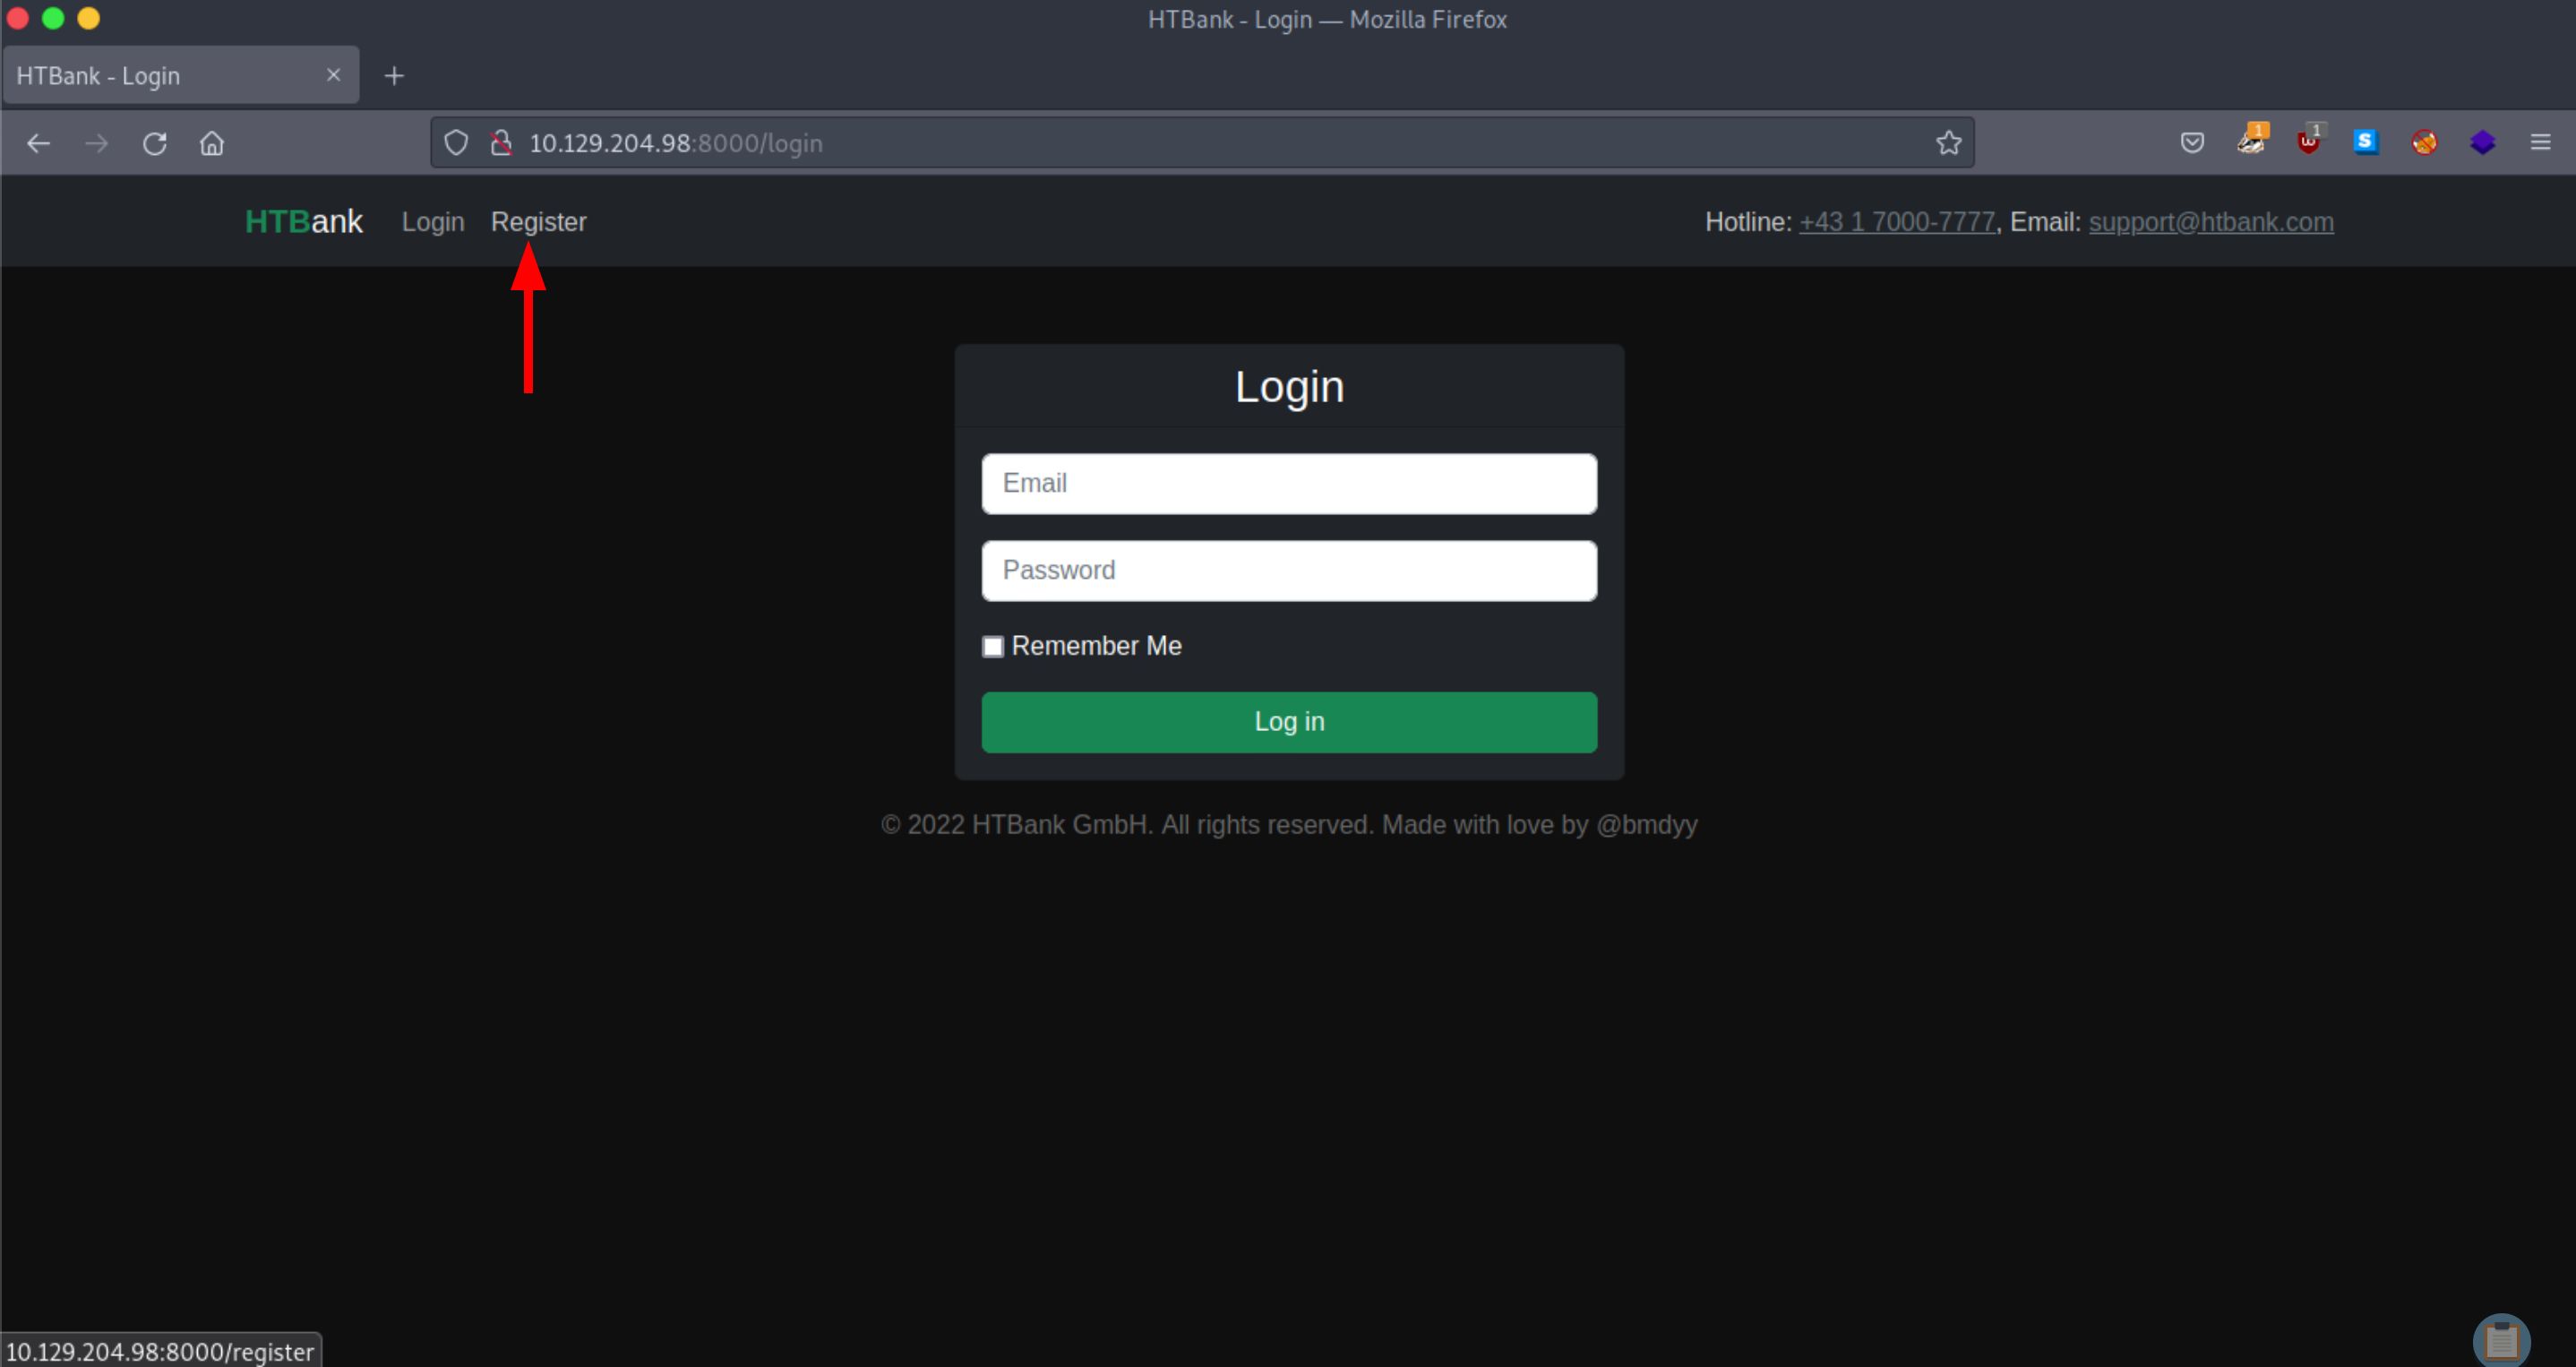 HTBank - Login — Mozilla Firefox
HTBank - Login
10.129.204.98:8000/login
1
1
S
HTBank Login Register Hotline: +43 1 7000-7777, Email: support@htbank.com
Login
Email
Password
Remember Me
Log in
© 2022 HTBank GmbH. All rights reserved. Made with love by @bmdyy
10.129.204.98:8000/register